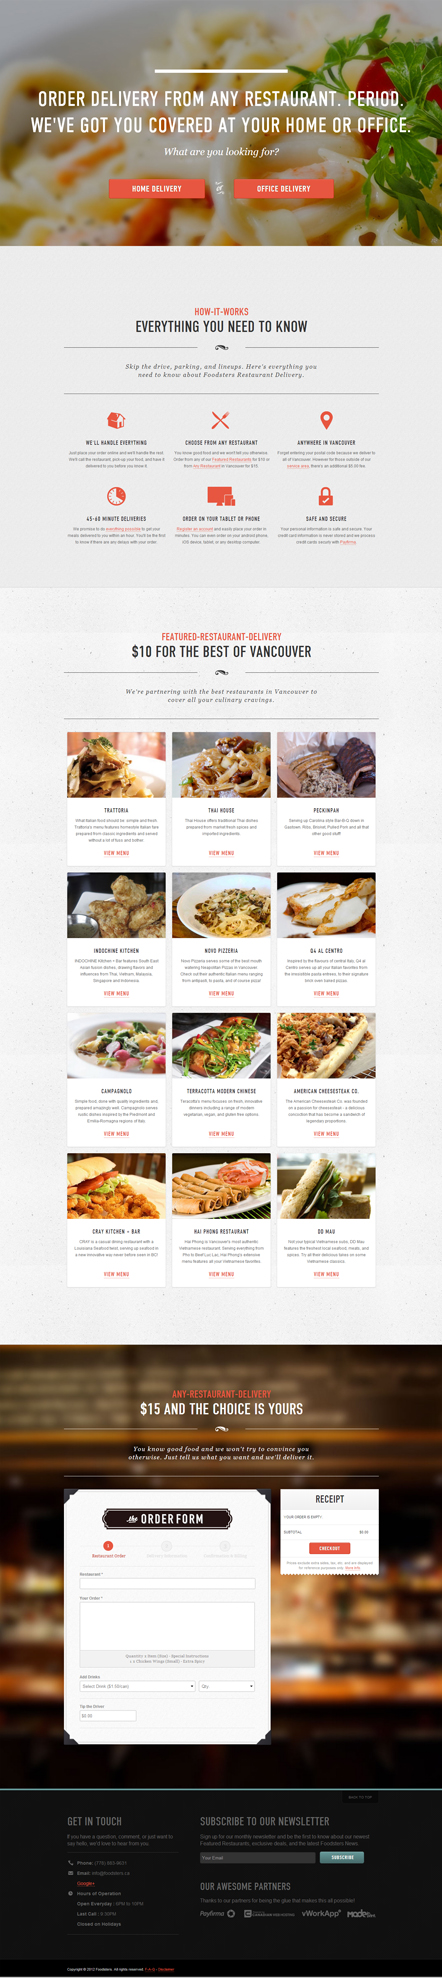 ORDER DELIVERY FROM ANY RESTAURANT. PERIOD.
WE'VE GOT YOU COVERED AT YOUR HOME OR OFFICE.
What are you looking for?
HOME DELIVERY
OFFICE DELIVERY
HOW-IT-WORKS
EVERYTHING YOU NEED TO KNOW
Skip the drive, parking, and lineups. Here's everything you
need to know about Foodsters Restaurant Delivery.
WE'LL HANDLE EVERYTHING
Just place your order online and we'll handle the rest.
We'll call the restaurant, pick-up your food, and have it
delivered to you before you know it.
CHOOSE FROM ANY RESTAURANT
You know good food and we won't tell you otherwise.
Order from any of our Featured Restaurants for $10 or
from Any Restaurant in Vancouver for $15.
ANYWHERE IN VANCOUVER
Forget entering your postal code because we deliver to
all of Vancouver. However for those outside of our
service area, there's an additional $5.00 fee.
45-60 MINUTE DELIVERIES
We promise to do everything possible to get your
meals delivered to you within an hour. You'll be the first
to know if there are any delays with your order.
ORDER ON YOUR TABLET OR PHONE
Register an account and easily place your order in
minutes. You can even order on your android phone,
iOS device, tablet, or any desktop computer.
SAFE AND SECURE
Your personal information is safe and secure. Your
credit card information is never stored and we process
credit cards securely with Payfirma.
FEATURED-RESTAURANT-DELIVERY
$10 FOR THE BEST OF VANCOUVER
We're partnering with the best restaurants in Vancouver to
cover all your culinary cravings.
TRATTORIA
What Italian food should be: simple and fresh.
Trattoria's menu features homestyle Italian fare
prepared from classic ingredients and served
without a lot of fuss and bother.
VIEW MENU
THAI HOUSE
Thai House offers traditional Thai dishes
prepared from market fresh spices and
imported ingredients.
VIEW MENU
PECKINPAH
Serving up Carolina style Bar-B-Q down in
Gastown. Ribs, Brisket, Pulled Pork and all that
other good stuff!
VIEW MENU
INDOCHINE KITCHEN
INDOCHINE Kitchen + Bar features South East
Asian fusion dishes, drawing flavors and
influences from Thai, Vietnam, Malaysia,
Singapore and Indonesia.
VIEW MENU
NOVO PIZZERIA
Novo Pizzeria serves some of the best mouth
watering Neapolitan Pizzas in Vancouver.
Check out their authentic Italian menu ranging
from antipasti, to pasta, and of course pizza!
VIEW MENU
Q4 AL CENTRO
Inspired by the flavours of central Italy, Q4 al
Centro serves up all your Italian favorites from
the irresistible pasta entrees, to their signature
brick oven baked pizzas.
VIEW MENU
CAMPAGNOLO
Simple food, done with quality ingredients and
prepared amazingly well. Campagnolo serves
rustic dishes inspired by the Piedmont and
Emilia-Romagna regions of Italy.
VIEW MENU
TERRACOTTA MODERN CHINESE
Terracotta's menu focuses on fresh, innovative
dishes including a range of modern
vegetarian, vegan, and gluten free options.
VIEW MENU
AMERICAN CHEESESTEAK CO.
The American Cheesesteak Co. was founded
on a passion for cheesesteak - a delicious
concoction that has become a sandwich of
legendary proportions.
VIEW MENU
CRAY KITCHEN + BAR
CRAY is a casual dining restaurant with a
Louisiana Seafood twist, serving up seafood in
a new innovative way never before seen in BC!
VIEW MENU
HAI PHONG RESTAURANT
Hai Phong is Vancouver's most authentic
Vietnamese restaurant. Serving everything from
Pho to Beef Luc Lac, Hai Phong's extensive
menu features all your Vietnamese favorites.
VIEW MENU
DD MAU
Not your typical Vietnamese subs, DD Mau
features the freshest local seafood, meats, and
spices. Try all their delicious takes on some
Vietnamese classics.
VIEW MENU
ANY-RESTAURANT-DELIVERY
$15 AND THE CHOICE IS YOURS
You know good food and we won't try to convince you
otherwise. Just tell us what you want and we'll deliver it.
the ORDER FORM
1
Restaurant Order
Restaurant *
Your Order *
Quantity x Item (Size) - Special Instructions
1 x Chicken Wings (Small) - Extra Spicy
Add Drinks
Select Drink ($1.50/can)
Qty
Tip the Driver
$0.00
RECEIPT
YOUR ORDER IS EMPTY
SUBTOTAL
$0.00
CHECKOUT
BACK TO TOP
GET IN TOUCH
If you have a question, comment, or just want to
say hello, we'd love to hear from you.
Phone: (778) 883-9631
Email: info@foodsters.ca
Google+
Hours of Operation
Open Everyday : 5PM to 10PM
Last Call : 9:30PM
Closed on Holidays
SUBSCRIBE TO OUR NEWSLETTER
Sign up for our monthly newsletter and be the first to know about our newest
Featured Restaurants, exclusive deals, and the latest Foodsters News.
Your Email
SUBSCRIBE
OUR AWESOME PARTNERS
Thanks to our partners for being the glue that makes this all possible!
Payfirma
CANADIAN WEB HOSTING
vWorkApp
Copyright © 2012 Foodsters. All rights reserved.